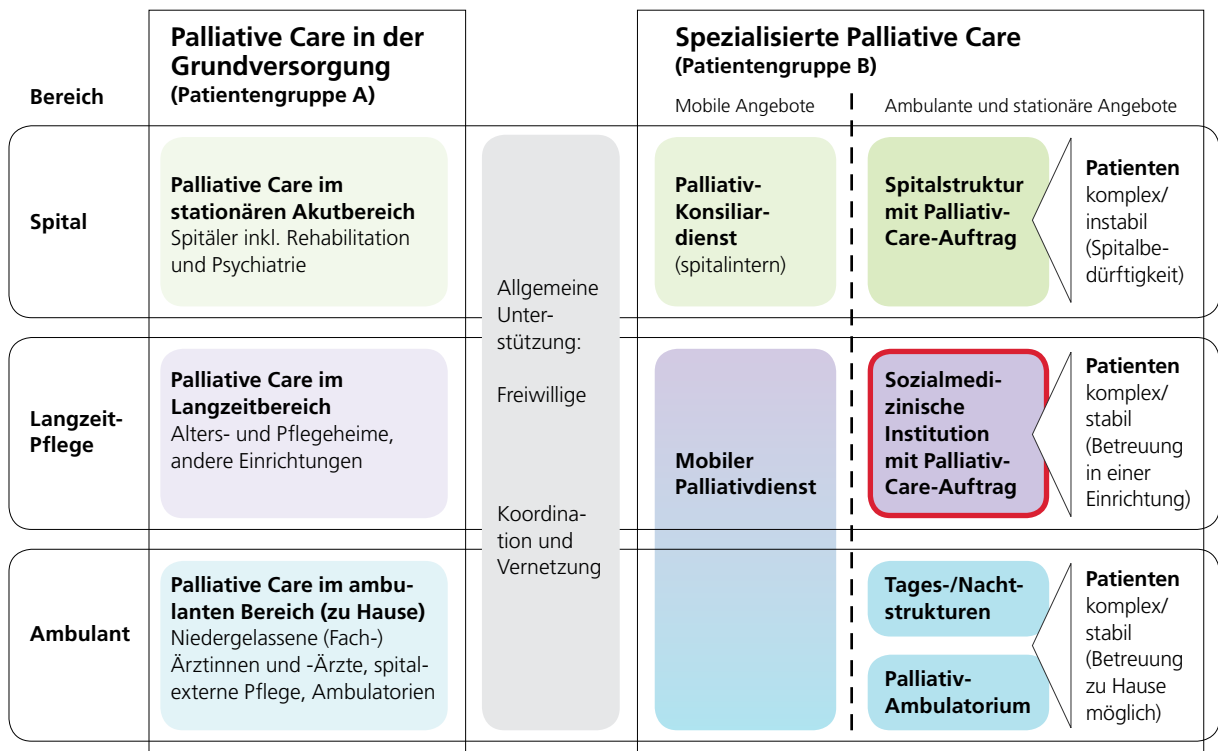 Palliative Care in der
Grundversorgung
(Patientengruppe A)
Spezialisierte Palliative Care
(Patientengruppe B)
Bereich
Mobile Angebote
Ambulante und stationäre Angebote
Spital
Palliative Care im
stationären Akutbereich
Spitäler inkl. Rehabilitation
und Psychiatrie
Palliativ-
Konsiliar-
dienst
(spitalintern)
Spitalstruktur
mit Palliativ-
Care-Auftrag
Patienten
komplex/
instabil
(Spitalbe-
dürftigkeit)
Allgemeine
Unter-
stützung:
Freiwillige
Koordina-
tion und
Vernetzung
Langzeit-
Pflege
Palliative Care im
Langzeitbereich
Alters- und Pflegeheime,
andere Einrichtungen
Mobiler
Palliativdienst
Sozialmedi-
zinische
Institution
mit Palliativ-
Care-Auftrag
Patienten
komplex/
stabil
(Betreuung
in einer
Einrichtung)
Ambulant
Palliative Care im ambu-
lanten Bereich (zu Hause)
Niedergelassene (Fach-)
Ärztinnen und -Ärzte, spital-
externe Pflege, Ambulatorien
Tages-/Nacht-
strukturen
Palliativ-
Ambulatorium
Patienten
komplex/
stabil
(Betreuung
zu Hause
möglich)